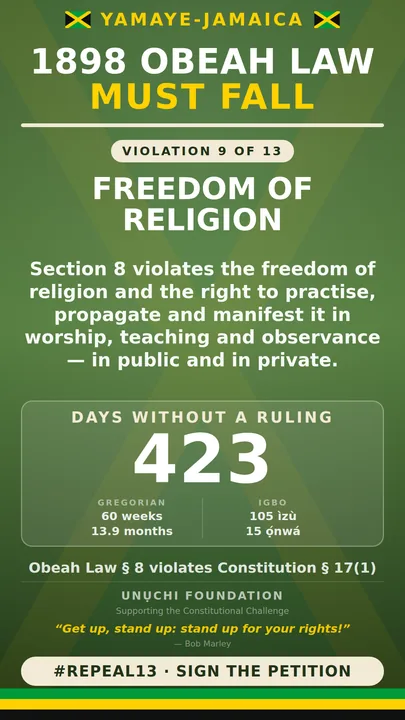 YAMAYE-JAMAICA
1898 OBEAH LAW
MUST FALL
VIOLATION 9 OF 13
FREEDOM OF
RELIGION
Section 8 violates the freedom of
religion and the right to practise,
propagate and manifest it in
worship, teaching and observance
— in public and in private.
DAYS WITHOUT A RULING
423
GREGORIAN
60 weeks
13.9 months
IGBO
105 ìzù
15 ọ́nwá
Obeah Law § 8 violates Constitution § 17(1)
UNỤCHI FOUNDATION
Supporting the Constitutional Challenge
“Get up, stand up: stand up for your rights!”
— Bob Marley
#REPEAL13 · SIGN THE PETITION